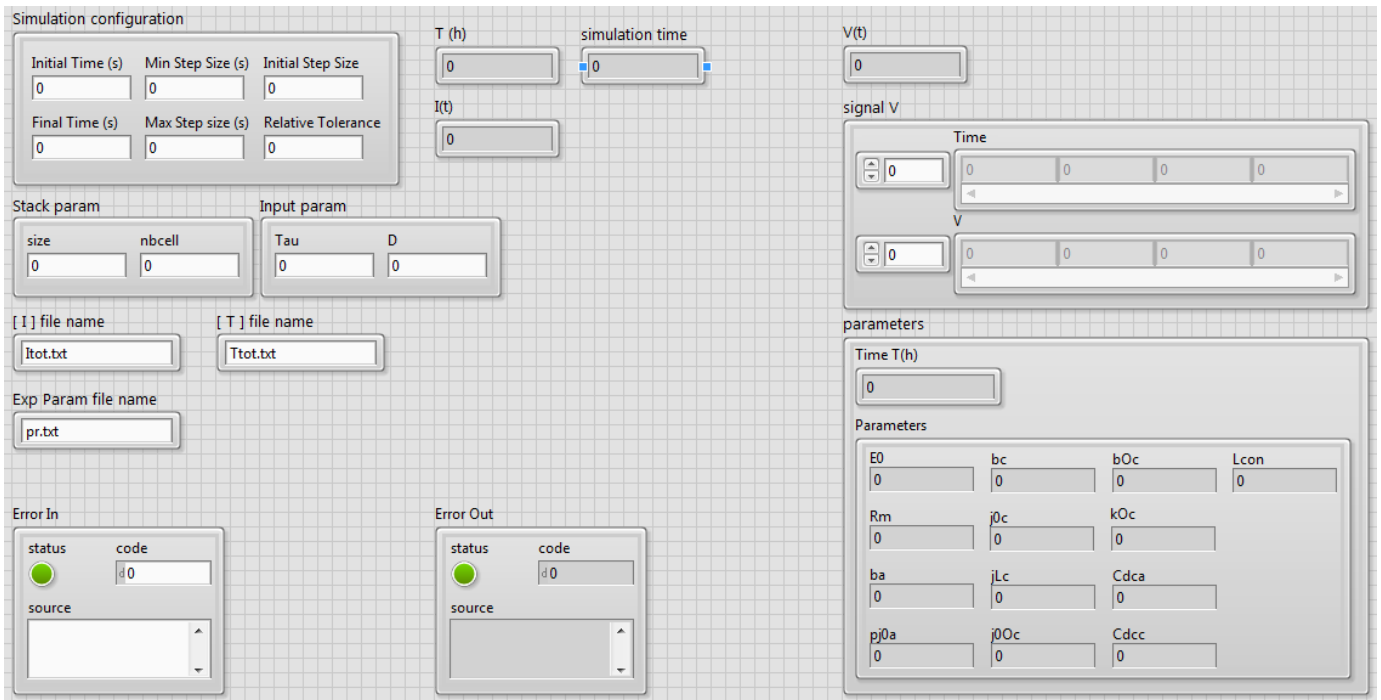 Simulation configuration
Initial Time (s) Min Step Size (s) Initial Step Size
0 0 0
Final Time (s) Max Step size (s) Relative Tolerance
0 0 0
Stack param Input param
size nbcell Tau D
0 0 0 0
[ I ] file name [ T ] file name
Itot.txt Ttot.txt
Exp Param file name
pr.txt
Error In
status code
d 0
source
T (h) simulation time
0 0
I(t)
0
Error Out
status code
d 0
source
V(t)
0
signal V
Time
0 0 0 0 0
V
0 0 0 0 0
parameters
Time T(h)
0
Parameters
E0 bc bOc Lcon
0 0 0 0
Rm j0c kOc
0 0 0
ba jLc Cdca
0 0 0
pj0a j0Oc Cdcc
0 0 0